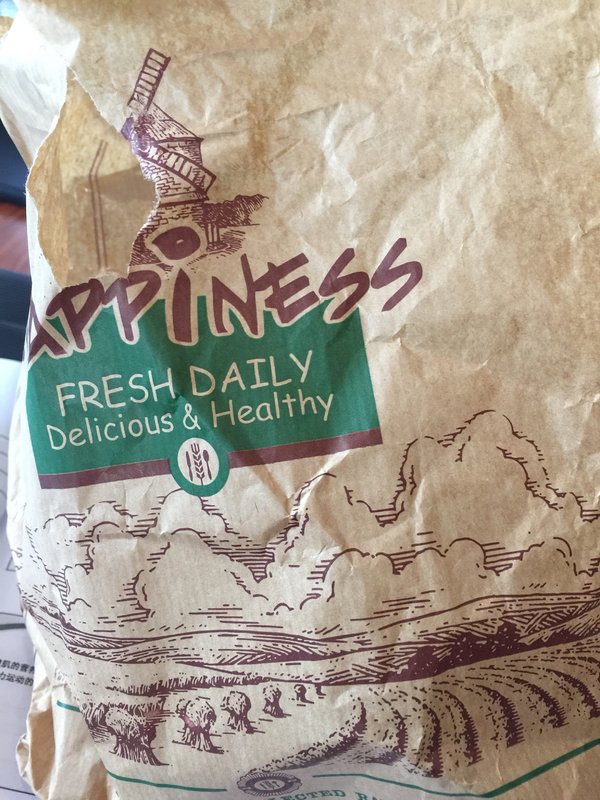 APPINESS
FRESH DAILY
Delicious & Healthy